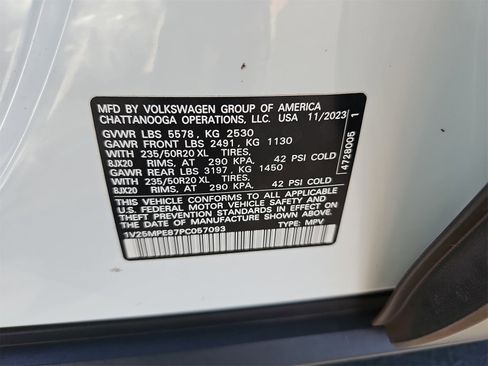 MFD BY VOLKSWAGEN GROUP OF AMERICA
CHATTANOOGA OPERATIONS, LLC. USA 11/2023
GVWR LBS 5578, KG 2530
GAWR FRONT LBS 2491, KG 1130
WITH 235/50R20 XL TIRES,
8JX20 RIMS, AT 290 KPA, 42 PSI COLD
GAWR REAR LBS 3197, KG 1450
WITH 235/50R20 XL TIRES,
8JX20 RIMS, AT 290 KPA, 42 PSI COLD
THIS VEHICLE CONFORMS TO ALL APPLICABLE
FEDERAL MOTOR VEHICLE SAFETY AND
THEFT PREVENTION STANDARDS IN EFFECT ON
THE DATE OF MANUFACTURE SHOWN ABOVE.
1V25MPE87PC057093 TYPE: MPV
4728006 1